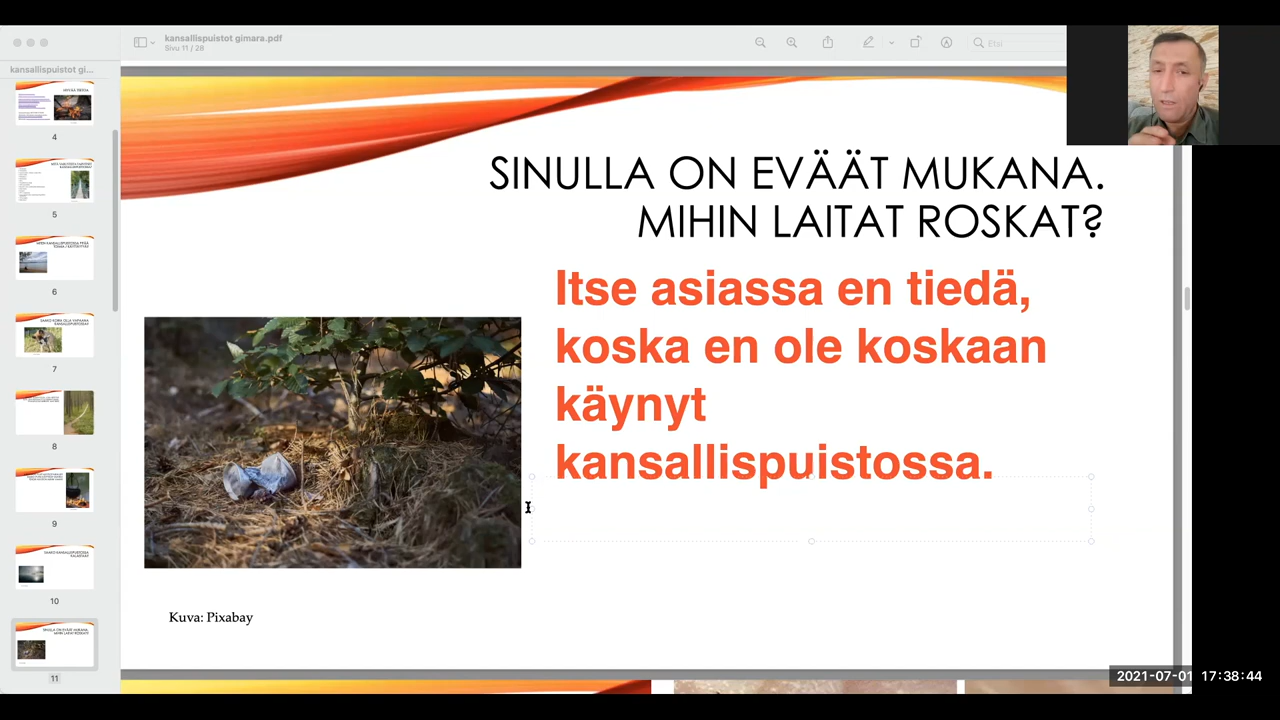 kansallispuistot gimara.pdf
Sivu 11 / 26
Etsi
kansallispuistot gi...
4
5
6
7
8
9
10
11
SINULLA ON EVÄÄT MUKANA.
MIHIN LAITAT ROSKAT?
Itse asiassa en tiedä,
koska en ole koskaan
käynyt
kansallispuistossa.
Kuva: Pixabay
2021-07-01 17:38:44